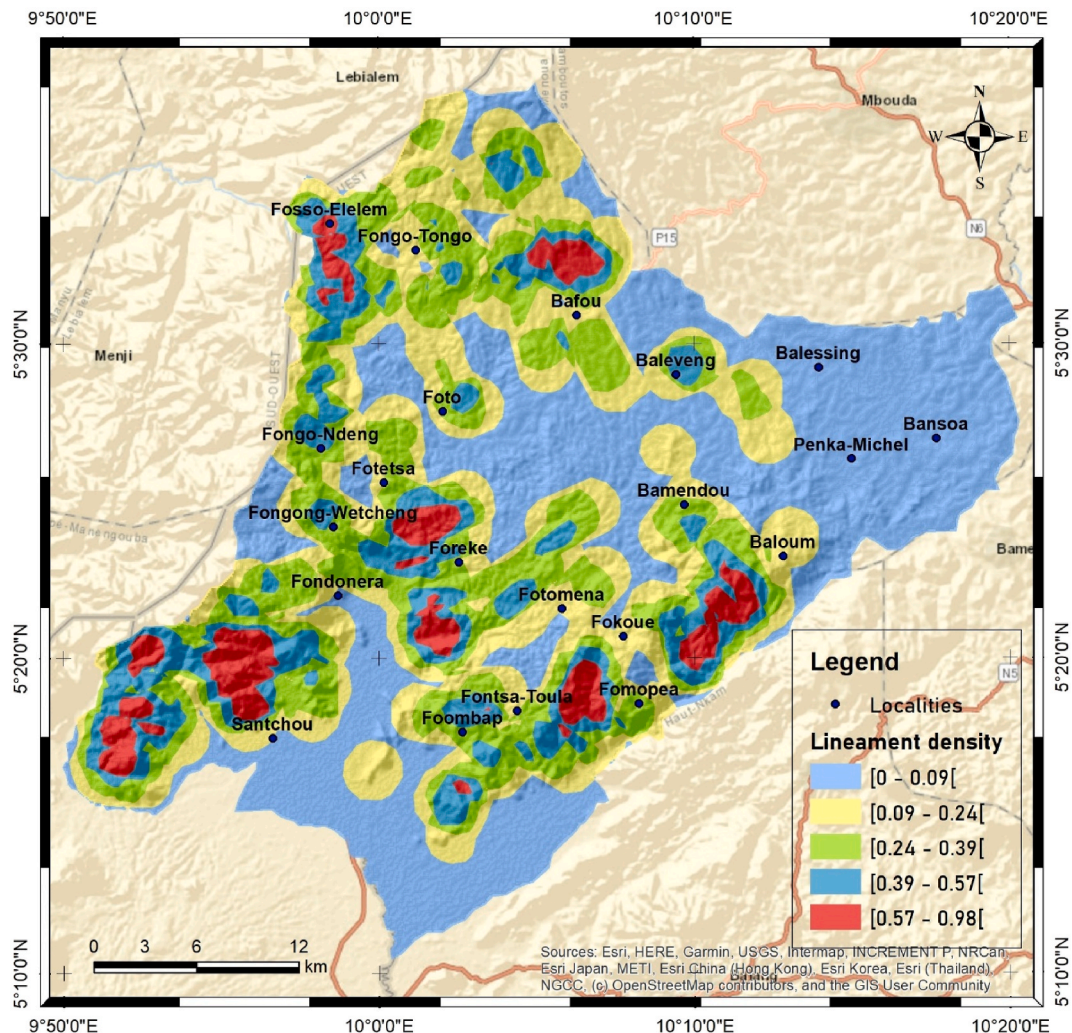 9°50'0"E
10°0'0"E
10°10'0"E
10°20'0"E
Lebialem
Mbouda
N
W
E
S
UEST
Fosso-Elelem
Fongo-Tongo
P15
N6
Bafou
5°30'0"N
5°30'0"N
Menji
Lebialem
SUD-OUEST
Baleveng
Balessing
Foto
Bansoa
Fongo-Ndeng
Penka-Michel
Fotetsa
Bamendou
Fongong-Wetcheng
Baloum
Bame
Foreke
Fondonera
Fotomena
Fokoue
5°20'0"N
5°20'0"N
Legend
N5
Fontsa-Toula
Fomopea
Localities
Haut-Nkam
Santchou
Foombap
Lineament density
[0 - 0.09[
[0.09 - 0.24[
[0.24 - 0.39[
[0.39 - 0.57[
[0.57 - 0.98[
0 3 6 12
km
Sources: Esri, HERE, Garmin, USGS, Intermap, INCREMENT P, NRCan,
Esri Japan, METI, Esri China (Hong Kong), Esri Korea, Esri (Thailand),
NGCC, (c) OpenStreetMap contributors, and the GIS User Community
5°10'0"N
5°10'0"N
9°50'0"E
10°0'0"E
10°10'0"E
10°20'0"E